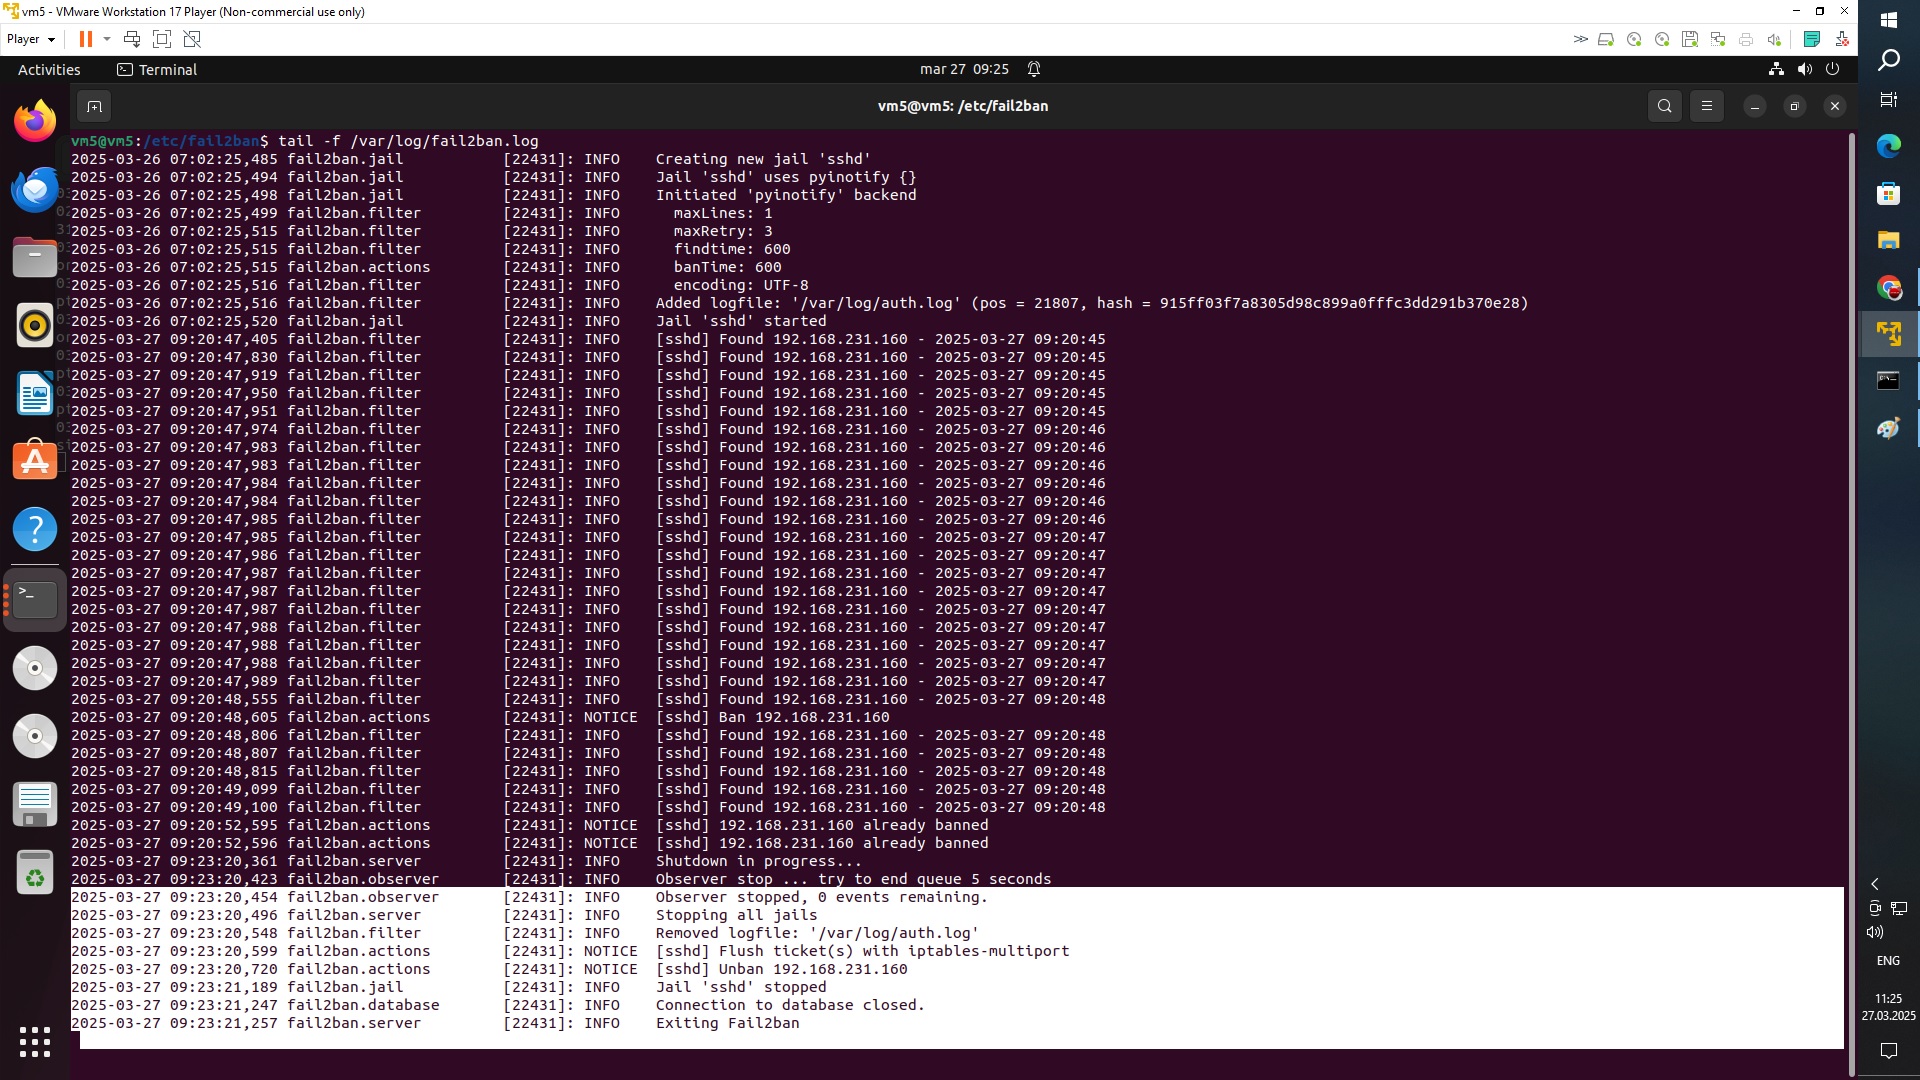 vm5 - VMware Workstation 17 Player (Non-commercial use only)
Player
Activities
Terminal
mar 27 09:25
vm5@vm5: /etc/fail2ban
vm5@vm5:/etc/fail2ban$ tail -f /var/log/fail2ban.log
2025-03-26 07:02:25,485 fail2ban.jail [22431]: INFO Creating new jail 'sshd'
2025-03-26 07:02:25,494 fail2ban.jail [22431]: INFO Jail 'sshd' uses pyinotify {}
2025-03-26 07:02:25,498 fail2ban.jail [22431]: INFO Initiated 'pyinotify' backend
2025-03-26 07:02:25,499 fail2ban.filter [22431]: INFO maxLines: 1
2025-03-26 07:02:25,515 fail2ban.filter [22431]: INFO maxRetry: 3
2025-03-26 07:02:25,515 fail2ban.filter [22431]: INFO findtime: 600
2025-03-26 07:02:25,515 fail2ban.actions [22431]: INFO banTime: 600
2025-03-26 07:02:25,516 fail2ban.filter [22431]: INFO encoding: UTF-8
2025-03-26 07:02:25,516 fail2ban.filter [22431]: INFO Added logfile: '/var/log/auth.log' (pos = 21807, hash = 915ff03f7a8305d98c899a0fffc3dd291b370e28)
2025-03-26 07:02:25,520 fail2ban.jail [22431]: INFO Jail 'sshd' started
2025-03-27 09:20:47,405 fail2ban.filter [22431]: INFO [sshd] Found 192.168.231.160 - 2025-03-27 09:20:45
2025-03-27 09:20:47,830 fail2ban.filter [22431]: INFO [sshd] Found 192.168.231.160 - 2025-03-27 09:20:45
2025-03-27 09:20:47,919 fail2ban.filter [22431]: INFO [sshd] Found 192.168.231.160 - 2025-03-27 09:20:45
2025-03-27 09:20:47,950 fail2ban.filter [22431]: INFO [sshd] Found 192.168.231.160 - 2025-03-27 09:20:45
2025-03-27 09:20:47,951 fail2ban.filter [22431]: INFO [sshd] Found 192.168.231.160 - 2025-03-27 09:20:45
2025-03-27 09:20:47,974 fail2ban.filter [22431]: INFO [sshd] Found 192.168.231.160 - 2025-03-27 09:20:46
2025-03-27 09:20:47,983 fail2ban.filter [22431]: INFO [sshd] Found 192.168.231.160 - 2025-03-27 09:20:46
2025-03-27 09:20:47,983 fail2ban.filter [22431]: INFO [sshd] Found 192.168.231.160 - 2025-03-27 09:20:46
2025-03-27 09:20:47,984 fail2ban.filter [22431]: INFO [sshd] Found 192.168.231.160 - 2025-03-27 09:20:46
2025-03-27 09:20:47,984 fail2ban.filter [22431]: INFO [sshd] Found 192.168.231.160 - 2025-03-27 09:20:46
2025-03-27 09:20:47,985 fail2ban.filter [22431]: INFO [sshd] Found 192.168.231.160 - 2025-03-27 09:20:46
2025-03-27 09:20:47,985 fail2ban.filter [22431]: INFO [sshd] Found 192.168.231.160 - 2025-03-27 09:20:47
2025-03-27 09:20:47,986 fail2ban.filter [22431]: INFO [sshd] Found 192.168.231.160 - 2025-03-27 09:20:47
2025-03-27 09:20:47,987 fail2ban.filter [22431]: INFO [sshd] Found 192.168.231.160 - 2025-03-27 09:20:47
2025-03-27 09:20:47,987 fail2ban.filter [22431]: INFO [sshd] Found 192.168.231.160 - 2025-03-27 09:20:47
2025-03-27 09:20:47,987 fail2ban.filter [22431]: INFO [sshd] Found 192.168.231.160 - 2025-03-27 09:20:47
2025-03-27 09:20:47,988 fail2ban.filter [22431]: INFO [sshd] Found 192.168.231.160 - 2025-03-27 09:20:47
2025-03-27 09:20:47,988 fail2ban.filter [22431]: INFO [sshd] Found 192.168.231.160 - 2025-03-27 09:20:47
2025-03-27 09:20:47,988 fail2ban.filter [22431]: INFO [sshd] Found 192.168.231.160 - 2025-03-27 09:20:47
2025-03-27 09:20:47,989 fail2ban.filter [22431]: INFO [sshd] Found 192.168.231.160 - 2025-03-27 09:20:47
2025-03-27 09:20:48,555 fail2ban.filter [22431]: INFO [sshd] Found 192.168.231.160 - 2025-03-27 09:20:48
2025-03-27 09:20:48,605 fail2ban.actions [22431]: NOTICE [sshd] Ban 192.168.231.160
2025-03-27 09:20:48,806 fail2ban.filter [22431]: INFO [sshd] Found 192.168.231.160 - 2025-03-27 09:20:48
2025-03-27 09:20:48,807 fail2ban.filter [22431]: INFO [sshd] Found 192.168.231.160 - 2025-03-27 09:20:48
2025-03-27 09:20:48,815 fail2ban.filter [22431]: INFO [sshd] Found 192.168.231.160 - 2025-03-27 09:20:48
2025-03-27 09:20:49,099 fail2ban.filter [22431]: INFO [sshd] Found 192.168.231.160 - 2025-03-27 09:20:48
2025-03-27 09:20:49,100 fail2ban.filter [22431]: INFO [sshd] Found 192.168.231.160 - 2025-03-27 09:20:48
2025-03-27 09:20:52,595 fail2ban.actions [22431]: NOTICE [sshd] 192.168.231.160 already banned
2025-03-27 09:20:52,596 fail2ban.actions [22431]: NOTICE [sshd] 192.168.231.160 already banned
2025-03-27 09:23:20,361 fail2ban.server [22431]: INFO Shutdown in progress...
2025-03-27 09:23:20,423 fail2ban.observer [22431]: INFO Observer stop ... try to end queue 5 seconds
2025-03-27 09:23:20,454 fail2ban.observer [22431]: INFO Observer stopped, 0 events remaining.
2025-03-27 09:23:20,496 fail2ban.server [22431]: INFO Stopping all jails
2025-03-27 09:23:20,548 fail2ban.filter [22431]: INFO Removed logfile: '/var/log/auth.log'
2025-03-27 09:23:20,599 fail2ban.actions [22431]: NOTICE [sshd] Flush ticket(s) with iptables-multiport
2025-03-27 09:23:20,720 fail2ban.actions [22431]: NOTICE [sshd] Unban 192.168.231.160
2025-03-27 09:23:21,189 fail2ban.jail [22431]: INFO Jail 'sshd' stopped
2025-03-27 09:23:21,247 fail2ban.database [22431]: INFO Connection to database closed.
2025-03-27 09:23:21,257 fail2ban.server [22431]: INFO Exiting Fail2ban
ENG
11:25
27.03.2025